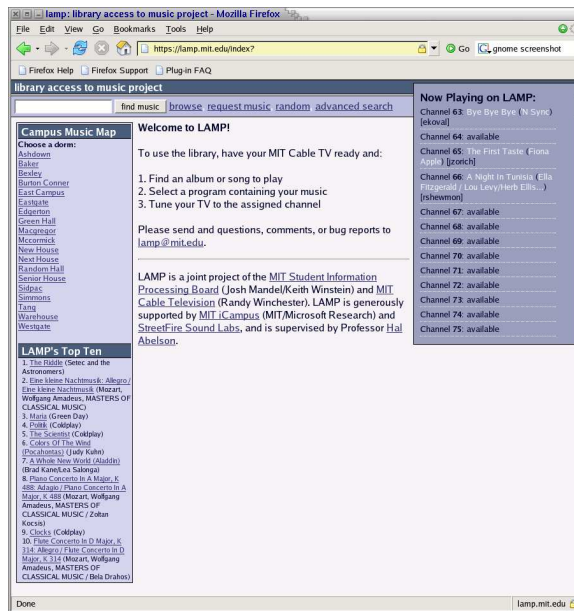 lamp: library access to music project - Mozilla Firefox
File Edit View Go Bookmarks Tools Help
https://lamp.mit.edu/index? Go gnome screenshot
Firefox Help Firefox Support Plug-in FAQ
library access to music project
find music browse request music random advanced search
Campus Music Map
Choose a dorm:
Ashdown
Baker
Bexley
Burton Conner
East Campus
Eastgate
Edgerton
Green Hall
Macgregor
Mccormick
New House
Next House
Random Hall
Senior House
Sidpac
Simmons
Tang
Warehouse
Westgate
LAMP's Top Ten
1. The Riddle (Setec and the
Astronomers)
2. Eine kleine Nachtmusik: Allegro /
Eine kleine Nachtmusik (Mozart,
Wolfgang Amadeus, MASTERS OF
CLASSICAL MUSIC)
3. Maria (Green Day)
4. Politik (Coldplay)
5. The Scientist (Coldplay)
6. Colors Of The Wind
(Pocahontas) (Judy Kuhn)
7. A Whole New World (Aladdin)
(Brad Kane/Lea Salonga)
8. Piano Concerto In A Major, K
488: Adagio / Piano Concerto In A
Major, K 488 (Mozart, Wolfgang
Amadeus, MASTERS OF
CLASSICAL MUSIC / Zoltan
Kocsis)
9. Clocks (Coldplay)
10. Flute Concerto In D Major, K
314: Allegro / Flute Concerto In D
Major, K 314 (Mozart, Wolfgang
Amadeus, MASTERS OF
CLASSICAL MUSIC / Bela Drahos)
Welcome to LAMP!
To use the library, have your MIT Cable TV ready and:
1. Find an album or song to play
2. Select a program containing your music
3. Tune your TV to the assigned channel
Please send and questions, comments, or bug reports to
lamp@mit.edu.
LAMP is a joint project of the MIT Student Information
Processing Board (Josh Mandel/Keith Winstein) and MIT
Cable Television (Randy Winchester). LAMP is generously
supported by MIT iCampus (MIT/Microsoft Research) and
StreetFire Sound Labs, and is supervised by Professor Hal
Abelson.
Now Playing on LAMP:
Channel 63: Bye Bye Bye ('N Sync)
[ekoval]
Channel 64: available
Channel 65: The First Taste (Fiona
Apple) [jzorich]
Channel 66: A Night In Tunisia (Ella
Fitzgerald / Lou Levy/Herb Ellis...)
[rshewmon]
Channel 67: available
Channel 68: available
Channel 69: available
Channel 70: available
Channel 71: available
Channel 72: available
Channel 73: available
Channel 74: available
Channel 75: available
Done lamp.mit.edu